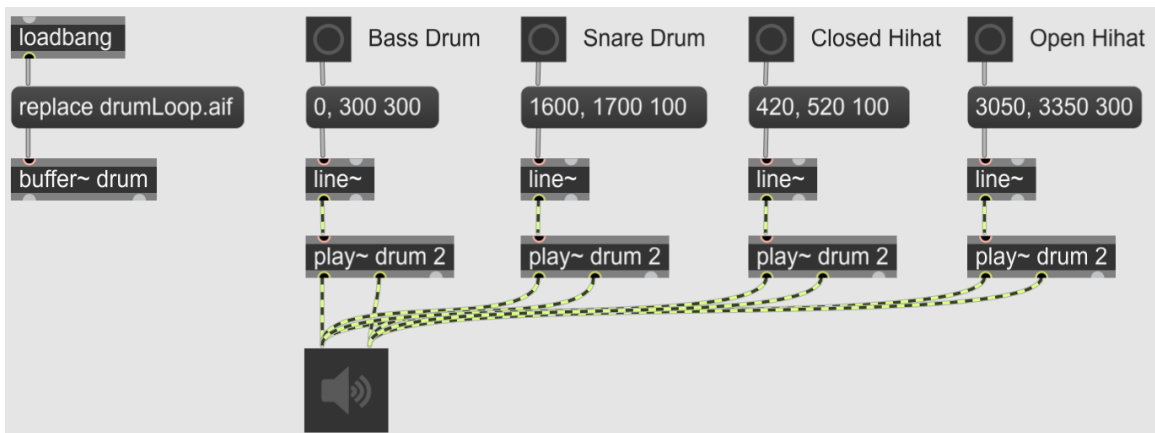 loadbang
Bass Drum
Snare Drum
Closed Hihat
Open Hihat
replace drumLoop.aif
0, 300 300
1600, 1700 100
420, 520 100
3050, 3350 300
buffer~ drum
line~
line~
line~
line~
play~ drum 2
play~ drum 2
play~ drum 2
play~ drum 2